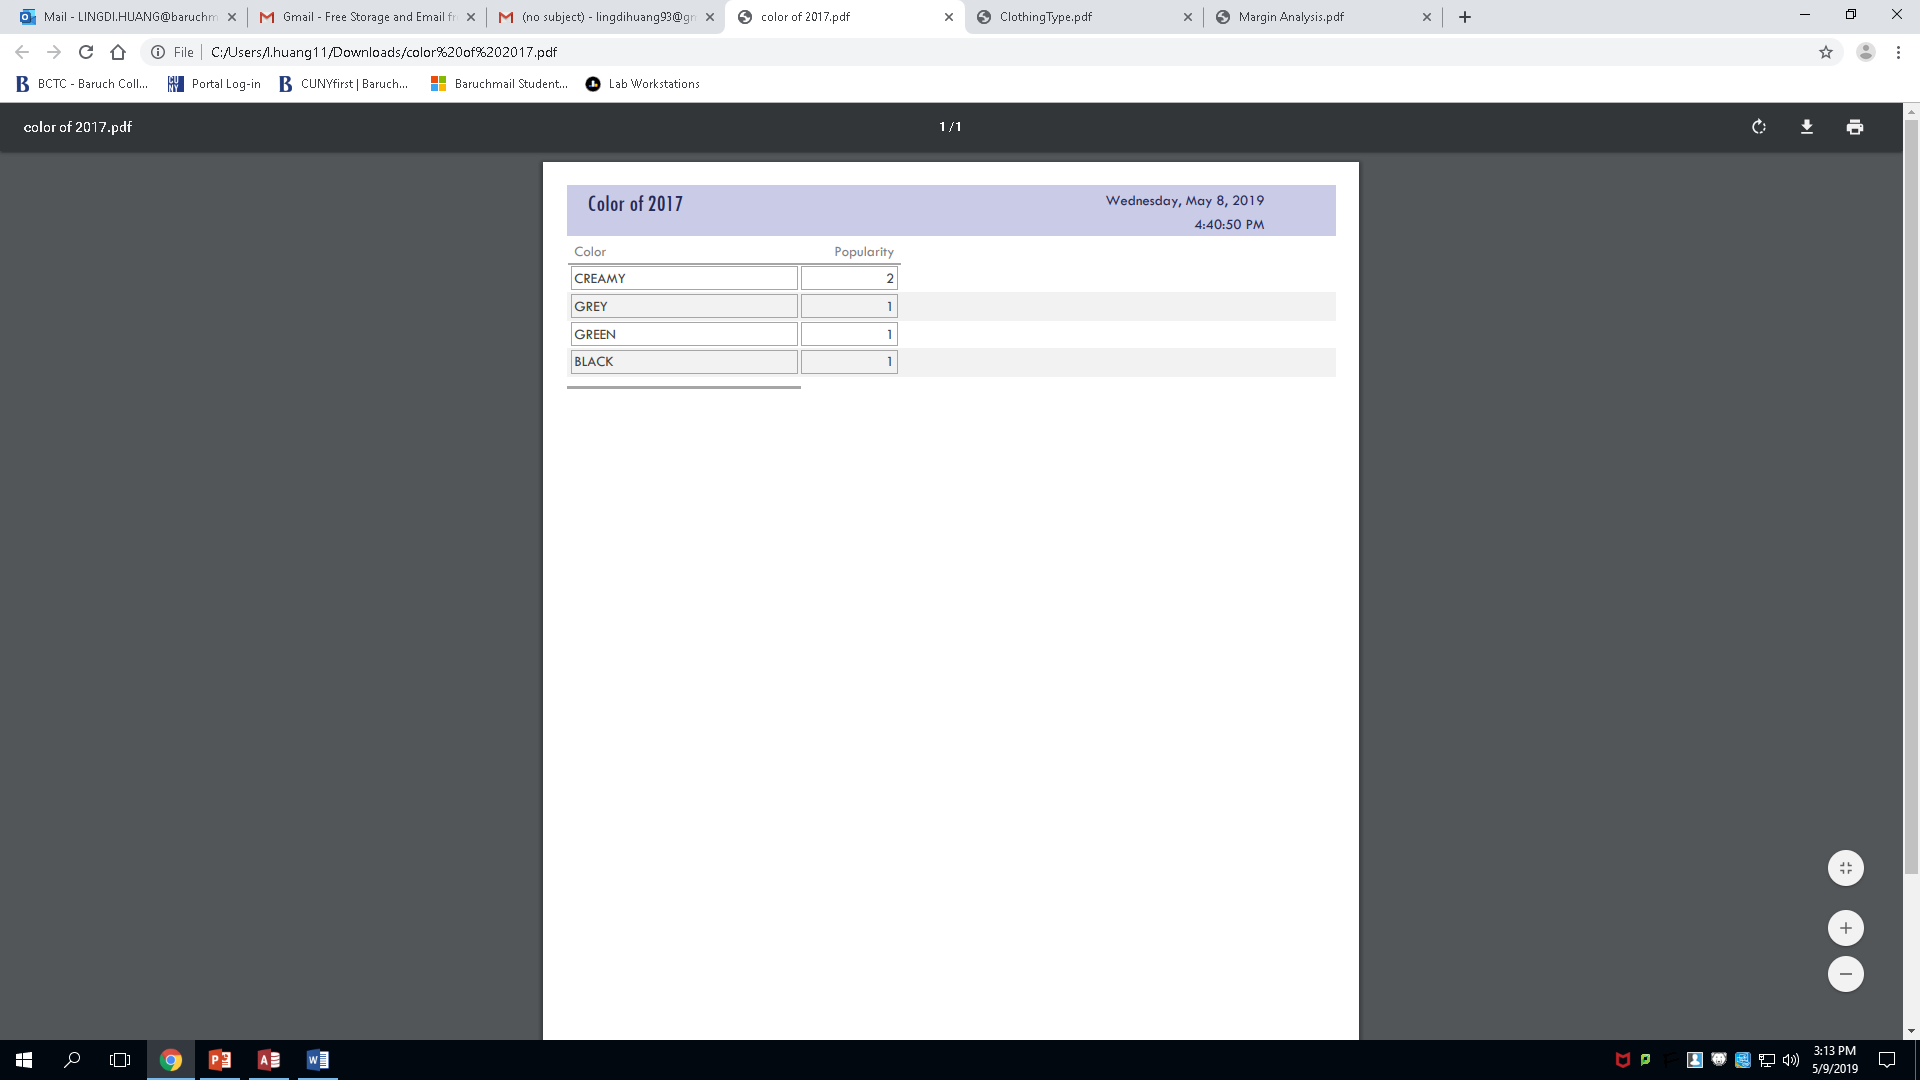 Mail - LINGDI.HUANG@baruchm
Gmail - Free Storage and Email fr
(no subject) - lingdihuang93@gm
color of 2017.pdf
ClothingType.pdf
Margin Analysis.pdf
File
C:/Users/l.huang11/Downloads/color%20of%202017.pdf
BCTC - Baruch Coll...
CU NY
Portal Log-in
CUNYfirst | Baruch...
Baruchmail Student...
Lab Workstations
color of 2017.pdf
1 / 1
Color of 2017
Wednesday, May 8, 2019
4:40:50 PM
Color Popularity
CREAMY 2
GREY 1
GREEN 1
BLACK 1
3:13 PM
5/9/2019